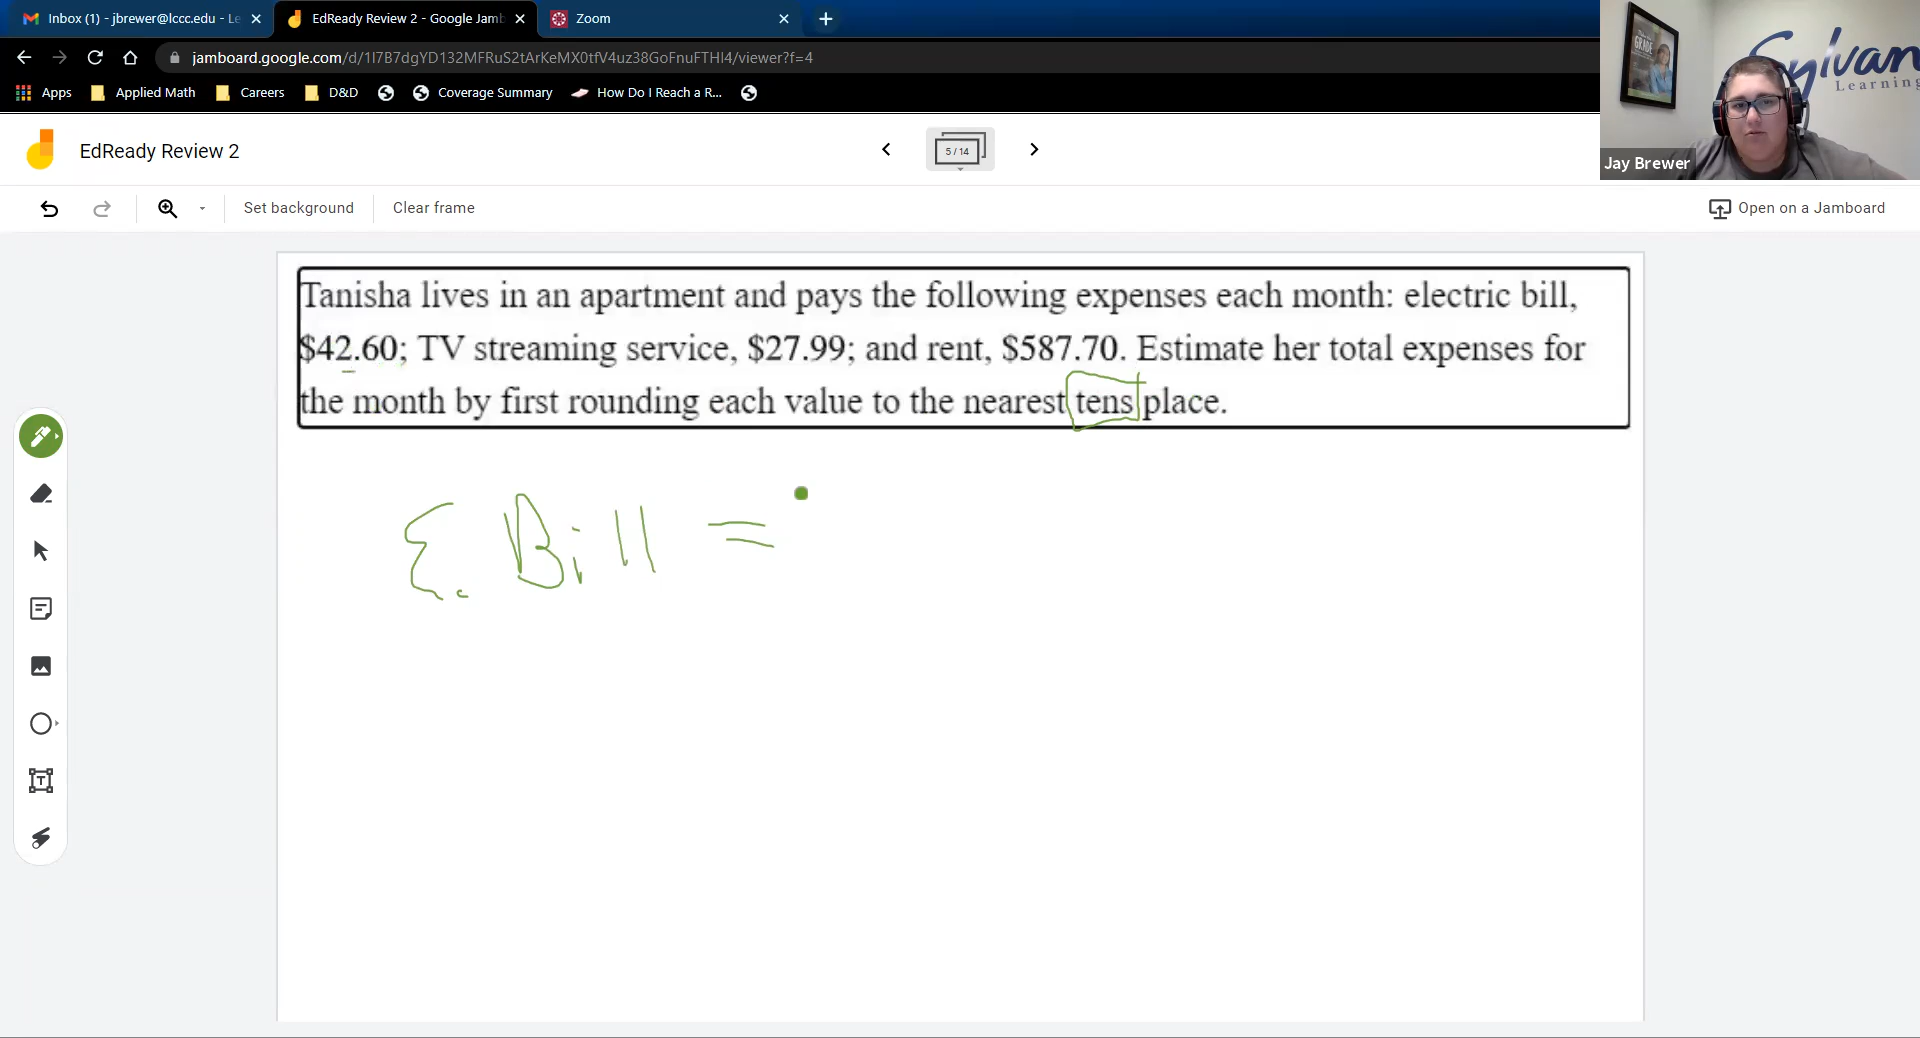 Inbox (1) - jbrewer@lccc.edu - Le
EdReady Review 2 - Google Jamb
Zoom
jamboard.google.com/d/1I7B7dgYD132MFRuS2tArKeMX0tfV4uz38GoFnuFTHI4/viewer?f=4
Apps
Applied Math
Careers
D&D
Coverage Summary
How Do I Reach a R...
GRADE
Sylvan
Learning
Jay Brewer
EdReady Review 2
5 / 14
Set background
Clear frame
Open on a Jamboard
Tanisha lives in an apartment and pays the following expenses each month: electric bill,
$42.60; TV streaming service, $27.99; and rent, $587.70. Estimate her total expenses for
the month by first rounding each value to the nearest tens place.
E. Bill =